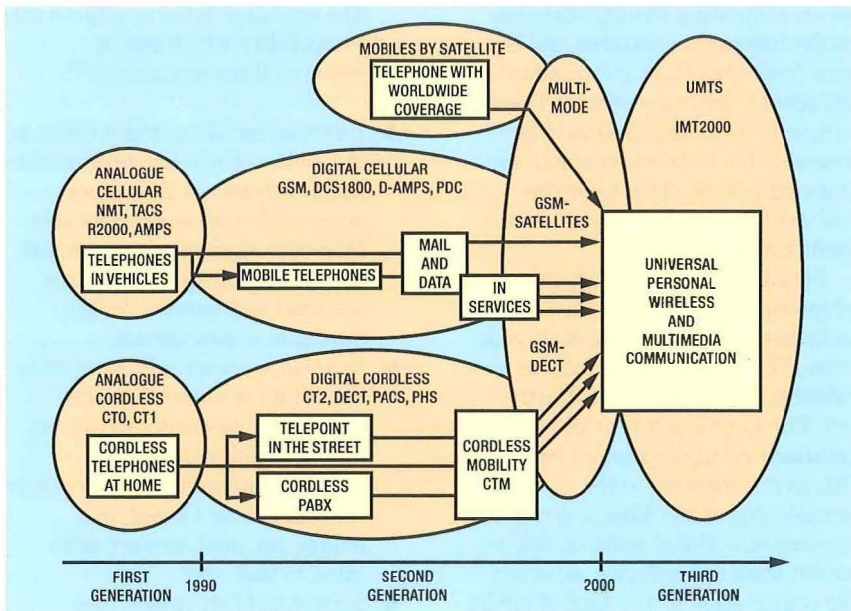 MOBILES BY SATELLITE
TELEPHONE WITH
WORLDWIDE
COVERAGE
MULTI-
MODE
UMTS
IMT2000
ANALOGUE
CELLULAR
NMT, TACS
R2000, AMPS
TELEPHONES
IN VEHICLES
DIGITAL CELLULAR
GSM, DCS1800, D-AMPS, PDC
MOBILE TELEPHONES
MAIL
AND
DATA
IN
SERVICES
GSM-
SATELLITES
GSM-
DECT
UNIVERSAL
PERSONAL
WIRELESS
AND
MULTIMEDIA
COMMUNICATION
ANALOGUE
CORDLESS
CT0, CT1
CORDLESS
TELEPHONES
AT HOME
DIGITAL CORDLESS
CT2, DECT, PACS, PHS
TELEPOINT
IN THE STREET
CORDLESS
PABX
CORDLESS
MOBILITY
CTM
FIRST
GENERATION
1990
SECOND
GENERATION
2000
THIRD
GENERATION